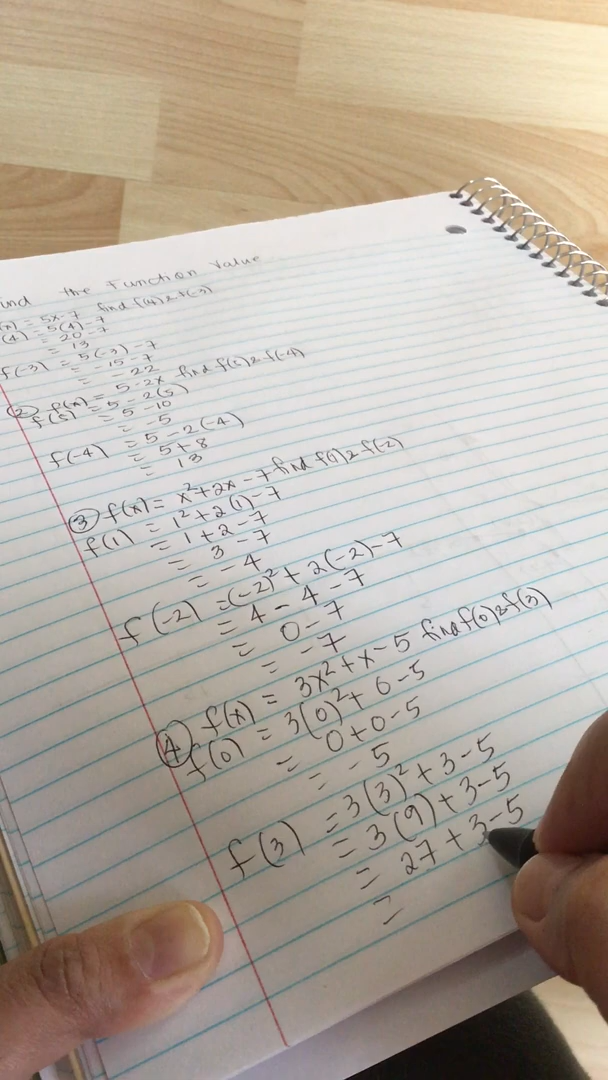 ind the Function Value
(x) = 5x-7 find f(4) & f(-3)
(4) = 5(4)-7
= 20-7
= 13
f(-3) = 5(-3)-7
= -15-7
= 22
② f(x) = 5-2x find f(5) & f(-4)
f(5) = 5-2(5)
= 5-10
= -5
f(-4) = 5-2(-4)
= 5+8
= 13
③ f(x) = x²+2x-7 find f(1) & f(-2)
f(1) = 1²+2(1)-7
= 1+2-7
= 3-7
= -4
f(-2) = (-2)²+2(-2)-7
= 4-4-7
= 0-7
= -7
④ f(x) = 3x²+x-5 find f(0) & f(3)
f(0) = 3(0)²+0-5
= 0+0-5
= -5
f(3) = 3(3)²+3-5
= 3(9)+3-5
= 27+3-5
=